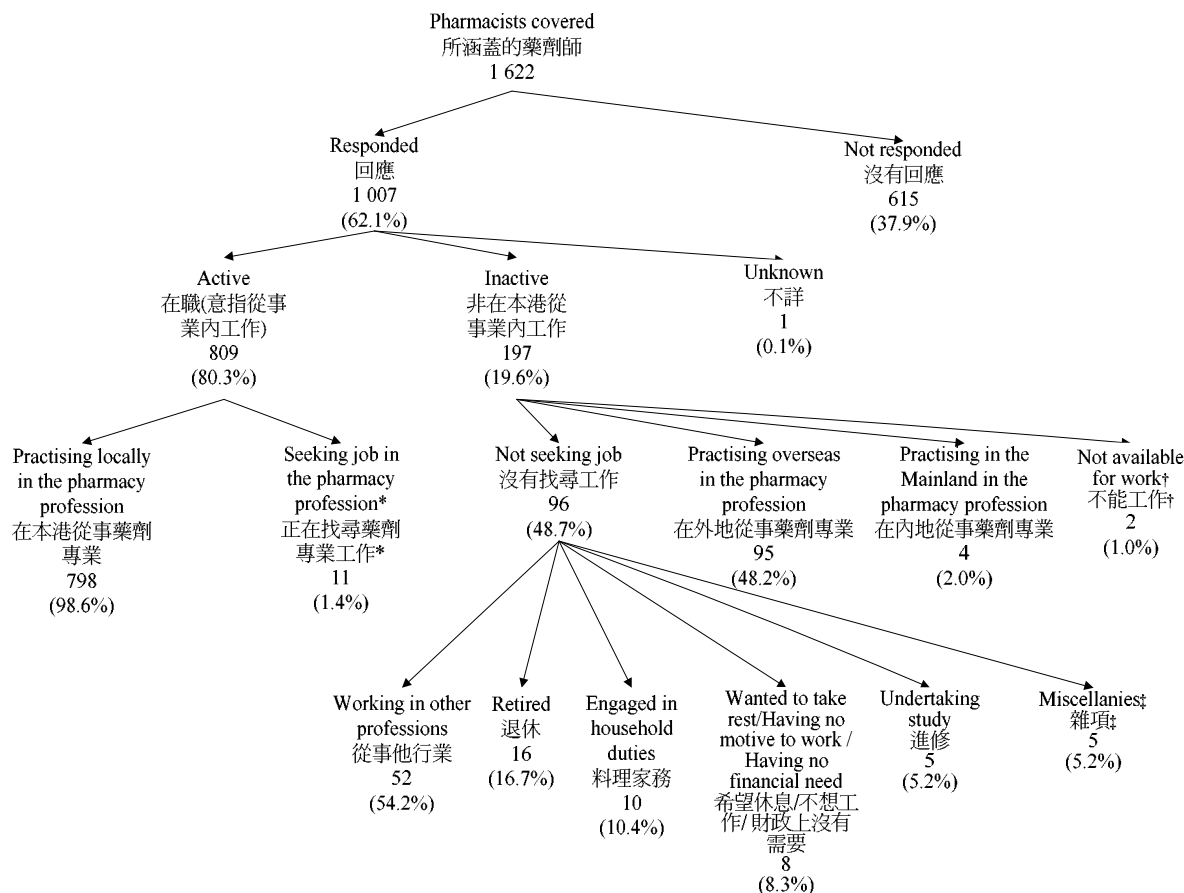 Pharmacists covered
所涵蓋的藥劑師
1 622
Responded
回應
1 007
(62.1%)
Not responded
沒有回應
615
(37.9%)
Active
在職(意指從事
業內工作)
809
(80.3%)
Inactive
非在本港從
事業內工作
197
(19.6%)
Unknown
不詳
1
(0.1%)
Practising locally
in the pharmacy
profession
在本港從事藥劑
專業
798
(98.6%)
Seeking job in
the pharmacy
profession*
正在找尋藥劑
專業工作*
11
(1.4%)
Not seeking job
沒有找尋工作
96
(48.7%)
Practising overseas
in the pharmacy
profession
在外地從事藥劑專業
95
(48.2%)
Practising in the
Mainland in the
pharmacy profession
在內地從事藥劑專業
4
(2.0%)
Not available
for work†
不能工作†
2
(1.0%)
Working in other
professions
從事他行業
52
(54.2%)
Retired
退休
16
(16.7%)
Engaged in
household
duties
料理家務
10
(10.4%)
Wanted to take
rest/Having no
motive to work /
Having no
financial need
希望休息/不想工
作/ 財政上沒有
需要
8
(8.3%)
Undertaking
study
進修
5
(5.2%)
Miscellanies‡
雜項‡
5
(5.2%)